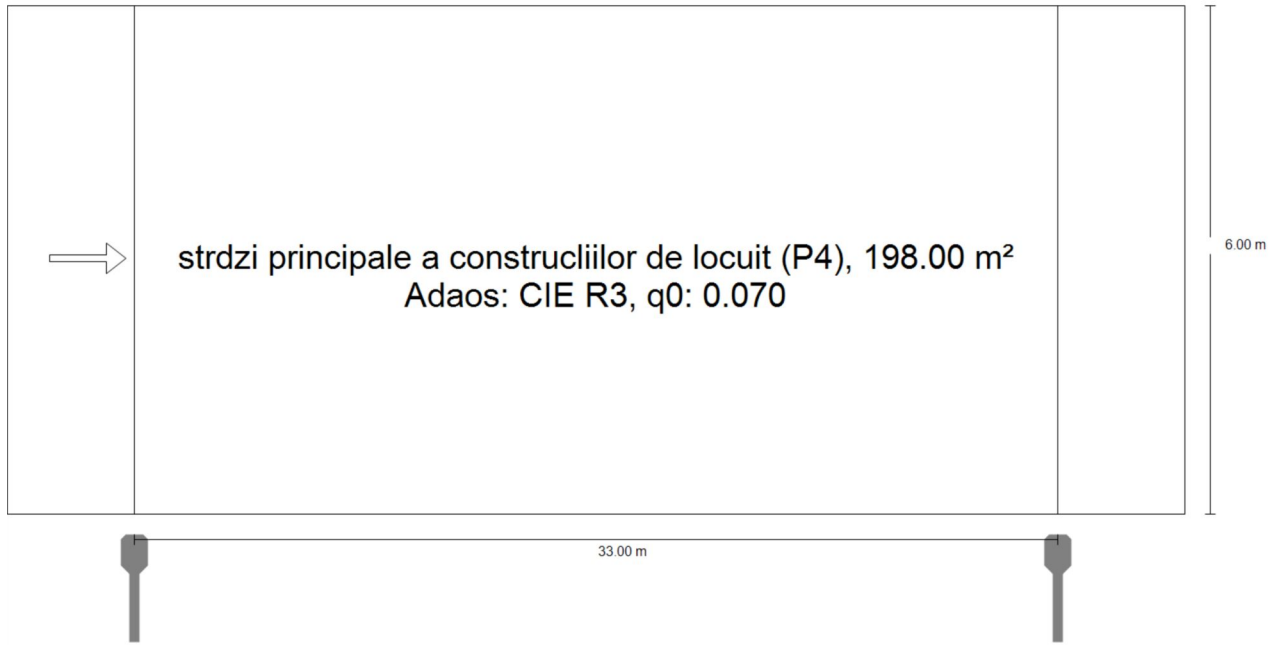 6.00 m
strdzi principale a construcliilor de locuit (P4), 198.00 m²
Adaos: CIE R3, q0: 0.070
33.00 m